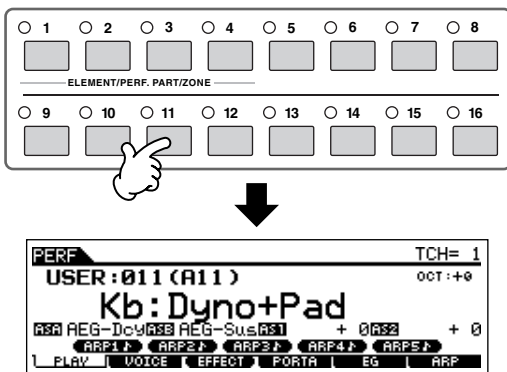 1 2 3 4 5 6 7 8
ELEMENT/PERF. PART/ZONE
9 10 11 12 13 14 15 16
PERF TCH= 1
USER:011(A11) OCT:+0
Kb:Dyno+Pad
ASA AEG-Dcy ASB AEG-Sus AS1 + 0 AS2 + 0
ARP1♪ ARP2♪ ARP3♪ ARP4♪ ARP5♪
PLAY VOICE EFFECT PORTA EG ARP